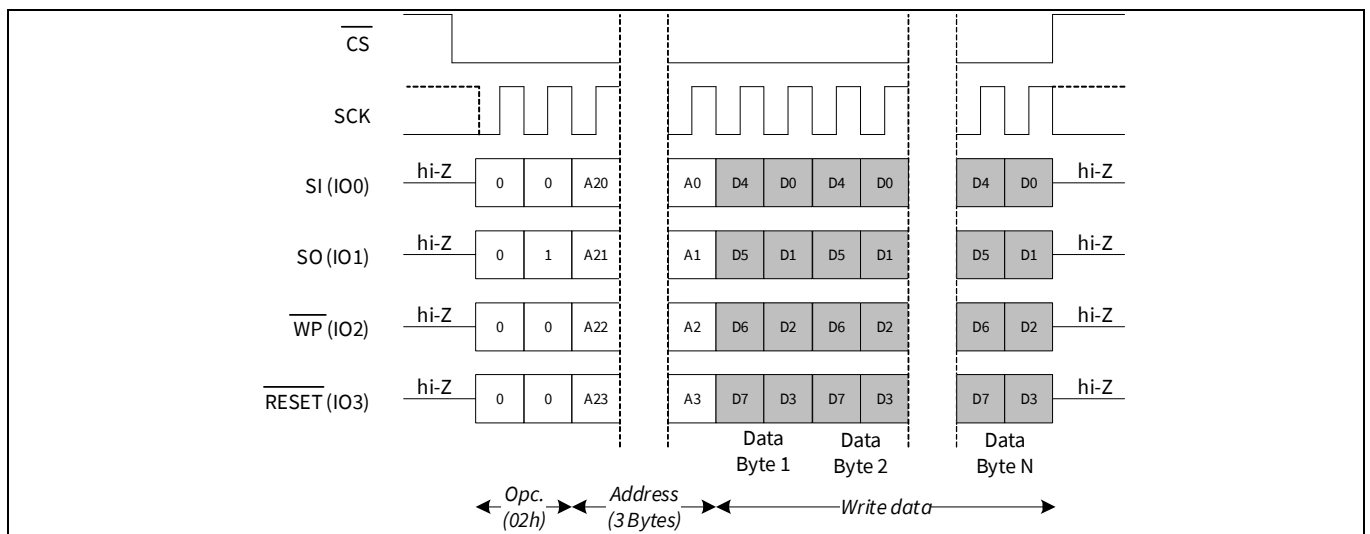 CS
SCK
SI (IO0) hi-Z 0 0 A20 A0 D4 D0 D4 D0 D4 D0 hi-Z
SO (IO1) hi-Z 0 1 A21 A1 D5 D1 D5 D1 D5 D1 hi-Z
WP (IO2) hi-Z 0 0 A22 A2 D6 D2 D6 D2 D6 D2 hi-Z
RESET (IO3) hi-Z 0 0 A23 A3 D7 D3 D7 D3 D7 D3 hi-Z
Data Data Data
Byte 1 Byte 2 Byte N
Opc. Address Write data
(02h) (3 Bytes)